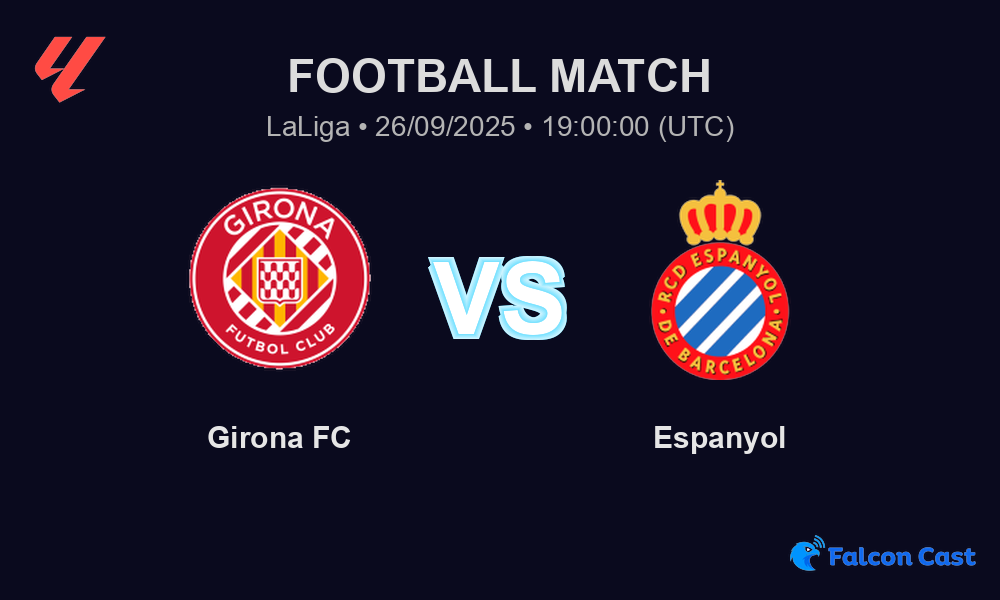 FOOTBALL MATCH
LaLiga • 26/09/2025 • 19:00:00 (UTC)
GIRONA
FUTBOL CLUB
VS
RCD ESPANYOL
DE BARCELONA
Girona FC
Espanyol
Falcon Cast